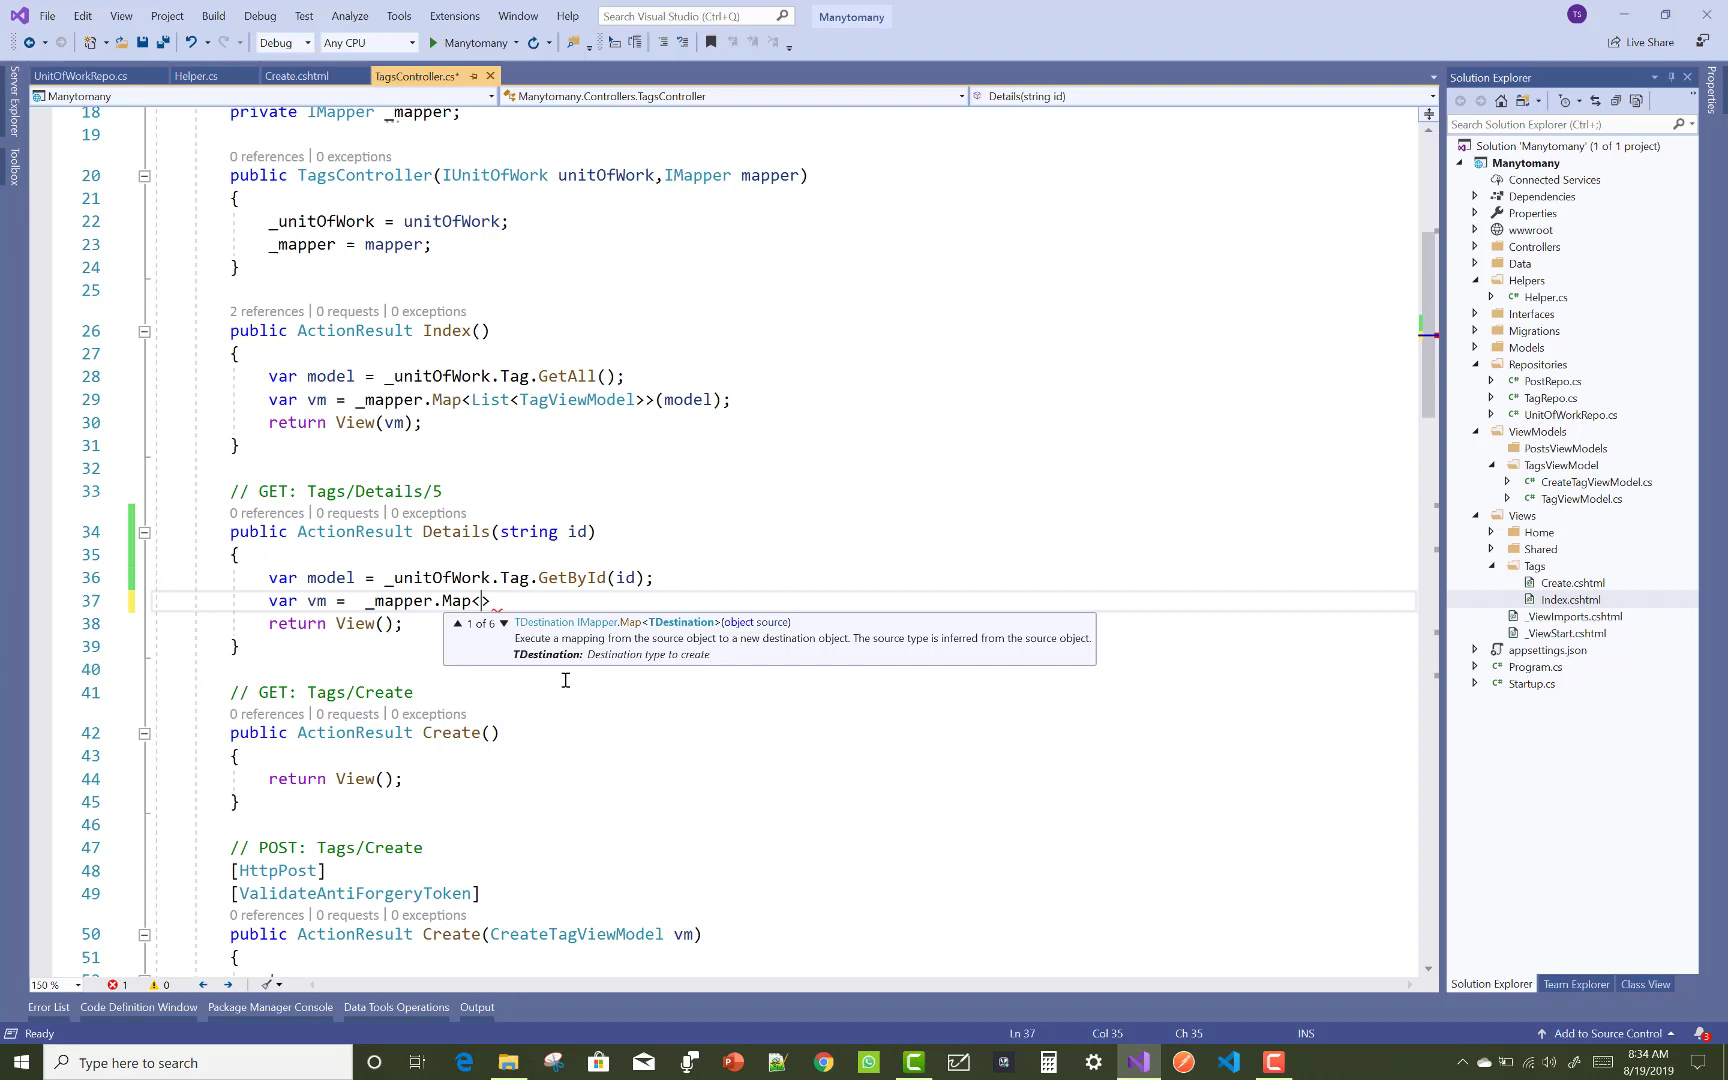 File Edit View Project Build Debug Test Analyze Tools Extensions Window Help Search Visual Studio (Ctrl+Q) Manytomany TS
Debug Any CPU Manytomany Live Share
UnitOfWorkRepo.cs Helper.cs Create.cshtml TagsController.cs*
Manytomany Manytomany.Controllers.TagsController Details(string id)
Server Explorer
Toolbox
18 private IMapper _mapper;
19
0 references | 0 exceptions
20 public TagsController(IUnitOfWork unitOfWork,IMapper mapper)
21 {
22 _unitOfWork = unitOfWork;
23 _mapper = mapper;
24 }
25
2 references | 0 requests | 0 exceptions
26 public ActionResult Index()
27 {
28 var model = _unitOfWork.Tag.GetAll();
29 var vm = _mapper.Map<List<TagViewModel>>(model);
30 return View(vm);
31 }
32
33 // GET: Tags/Details/5
0 references | 0 requests | 0 exceptions
34 public ActionResult Details(string id)
35 {
36 var model = _unitOfWork.Tag.GetById(id);
37 var vm = _mapper.Map<>
38 return View();
1 of 6 TDestination IMapper.Map<TDestination>(object source)
Execute a mapping from the source object to a new destination object. The source type is inferred from the source object.
TDestination: Destination type to create
39 }
40
41 // GET: Tags/Create
0 references | 0 requests | 0 exceptions
42 public ActionResult Create()
43 {
44 return View();
45 }
46
47 // POST: Tags/Create
48 [HttpPost]
49 [ValidateAntiForgeryToken]
0 references | 0 requests | 0 exceptions
50 public ActionResult Create(CreateTagViewModel vm)
51 {
150 % 1 0
Solution Explorer
Search Solution Explorer (Ctrl+;)
Solution 'Manytomany' (1 of 1 project)
Manytomany
Connected Services
Dependencies
Properties
wwwroot
Controllers
Data
Helpers
C# Helper.cs
Interfaces
Migrations
Models
Repositories
C# PostRepo.cs
C# TagRepo.cs
C# UnitOfWorkRepo.cs
ViewModels
PostsViewModels
TagsViewModel
C# CreateTagViewModel.cs
C# TagViewModel.cs
Views
Home
Shared
Tags
Create.cshtml
Index.cshtml
_ViewImports.cshtml
_ViewStart.cshtml
appsettings.json
C# Program.cs
C# Startup.cs
Solution Explorer Team Explorer Class View
Properties
Error List Code Definition Window Package Manager Console Data Tools Operations Output
Ready Ln 37 Col 35 Ch 35 INS Add to Source Control 3
Type here to search
8:34 AM
8/19/2019